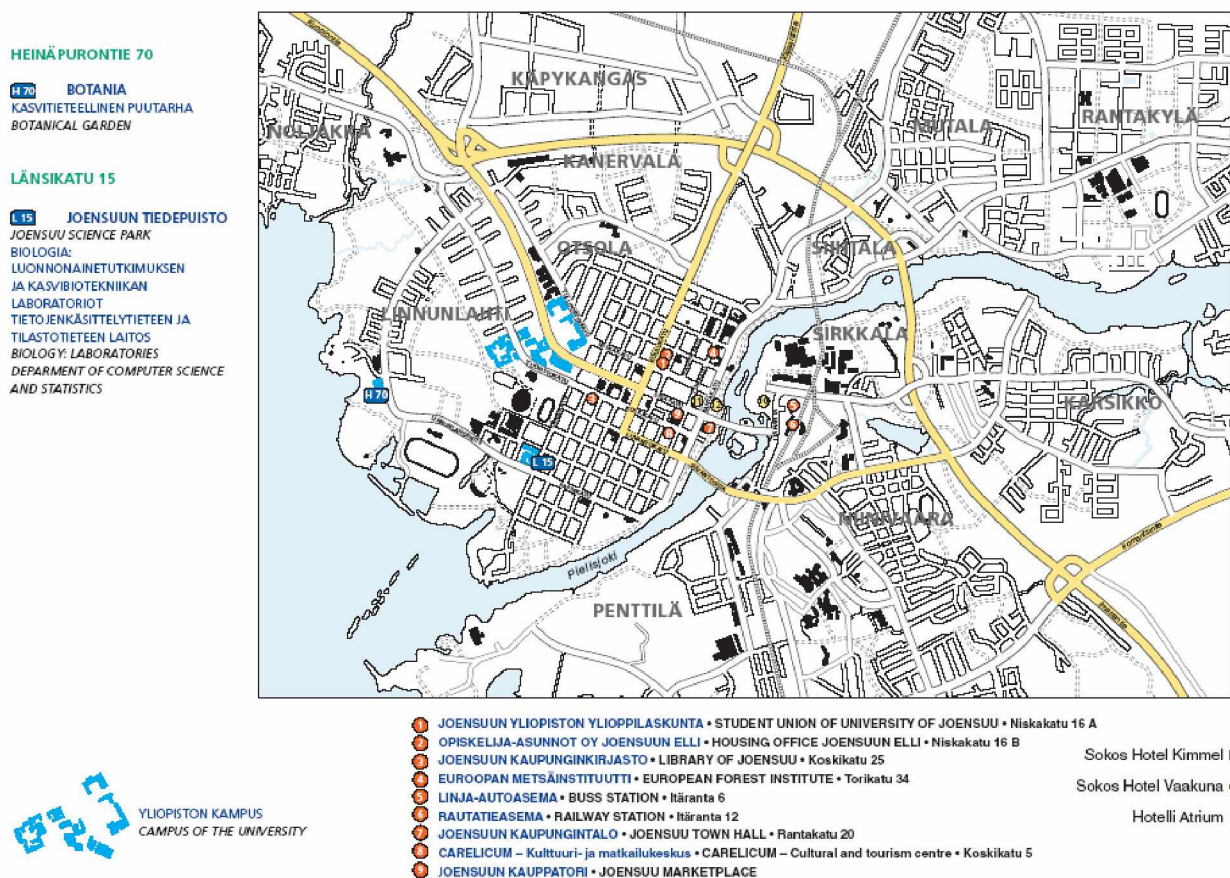 HEINÄPURONTIE 70
H 70 BOTANIA
KASVITIETEELLINEN PUUTARHA
BOTANICAL GARDEN
LÄNSIKATU 15
L 15 JOENSUUN TIEDEPUISTO
JOENSUU SCIENCE PARK
BIOLOGIA:
LUONNONAINETUTKIMUKSEN
JA KASVIBIOTEKNIIKAN
LABORATORIOT
TIETOJENKÄSITTELYTIETEEN JA
TILASTOTIETEEN LAITOS
BIOLOGY: LABORATORIES
DEPARMENT OF COMPUTER SCIENCE
AND STATISTICS
KÄPYKANGAS
NOLJAKKA
KANERVALA
MUTALA
RANTAKYLÄ
OTSOLA
SIIHTALA
LINNUNLAHTI
SIRKKALA
KARSIKKO
H 70
L 15
NIINIVAARA
Pielisjoki
PENTTILÄ
1 JOENSUUN YLIOPISTON YLIOPPILASKUNTA • STUDENT UNION OF UNIVERSITY OF JOENSUU • Niskakatu 16 A
2 OPISKELIJA-ASUNNOT OY JOENSUUN ELLI • HOUSING OFFICE JOENSUUN ELLI • Niskakatu 16 B
3 JOENSUUN KAUPUNGINKIRJASTO • LIBRARY OF JOENSUU • Koskikatu 25
4 EUROOPAN METSÄINSTITUUTTI • EUROPEAN FOREST INSTITUTE • Torikatu 34
5 LINJA-AUTOASEMA • BUSS STATION • Itäranta 6
6 RAUTATIEASEMA • RAILWAY STATION • Itäranta 12
7 JOENSUUN KAUPUNGINTALO • JOENSUU TOWN HALL • Rantakatu 20
8 CARELICUM – Kulttuuri- ja matkailukeskus • CARELICUM – Cultural and tourism centre • Koskikatu 5
9 JOENSUUN KAUPPATORI • JOENSUU MARKETPLACE
Sokos Hotel Kimmel
Sokos Hotel Vaakuna
Hotelli Atrium
YLIOPISTON KAMPUS
CAMPUS OF THE UNIVERSITY